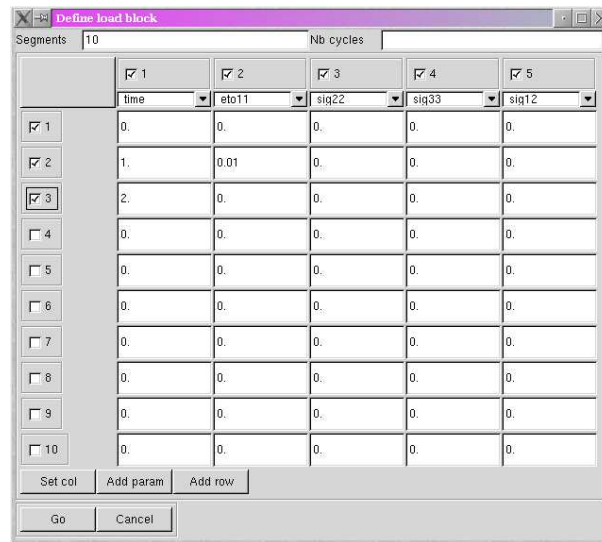 Define load block
Segments 10 Nb cycles
1 2 3 4 5
time eto11 sig22 sig33 sig12
1 0. 0. 0. 0. 0.
2 1. 0.01 0. 0. 0.
3 2. 0. 0. 0. 0.
4 0. 0. 0. 0. 0.
5 0. 0. 0. 0. 0.
6 0. 0. 0. 0. 0.
7 0. 0. 0. 0. 0.
8 0. 0. 0. 0. 0.
9 0. 0. 0. 0. 0.
10 0. 0. 0. 0. 0.
Set col Add param Add row
Go Cancel